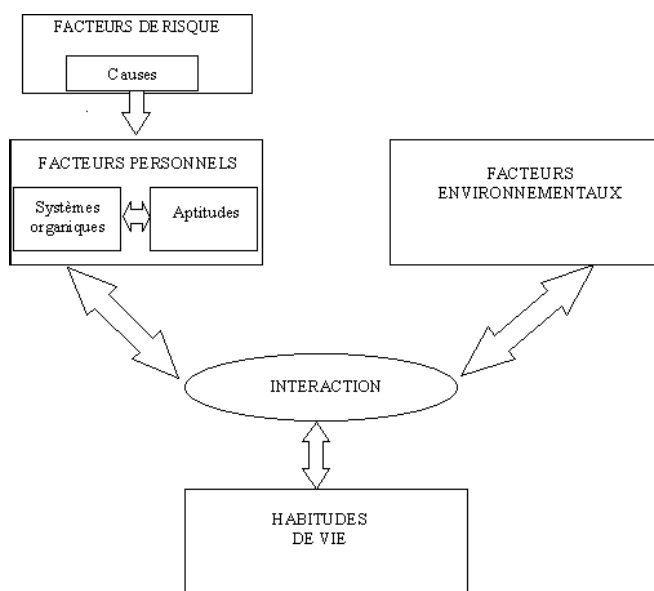 FACTEURS DE RISQUE
Causes
FACTEURS PERSONNELS
Systèmes
organiques
Aptitudes
FACTEURS
ENVIRONNEMENTAUX
INTERACTION
HABITUDES
DE VIE